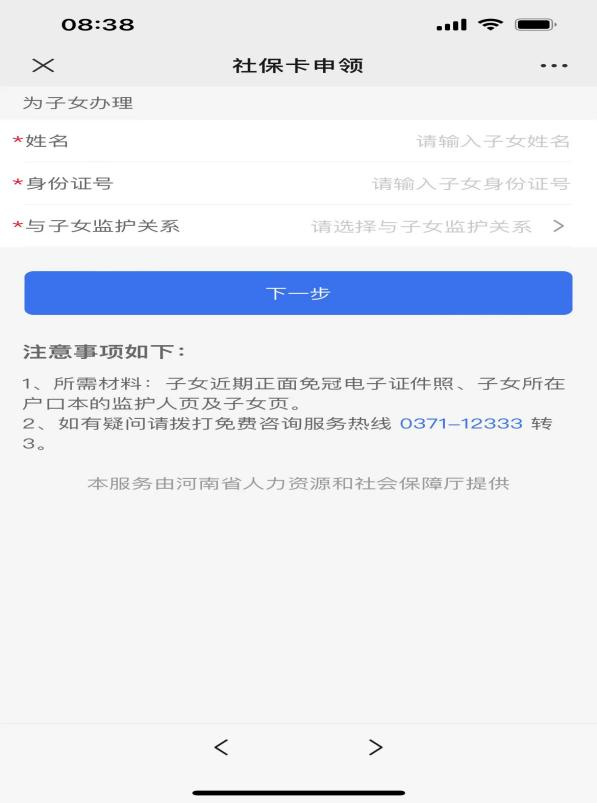 08:38
社保卡申领
为子女办理
*姓名 请输入子女姓名
*身份证号 请输入子女身份证号
*与子女监护关系 请选择与子女监护关系
下一步
注意事项如下：
1、所需材料：子女近期正面免冠电子证件照、子女所在
户口本的监护人页及子女页。
2、如有疑问请拨打免费咨询服务热线 0371-12333 转
3。
本服务由河南省人力资源和社会保障厅提供